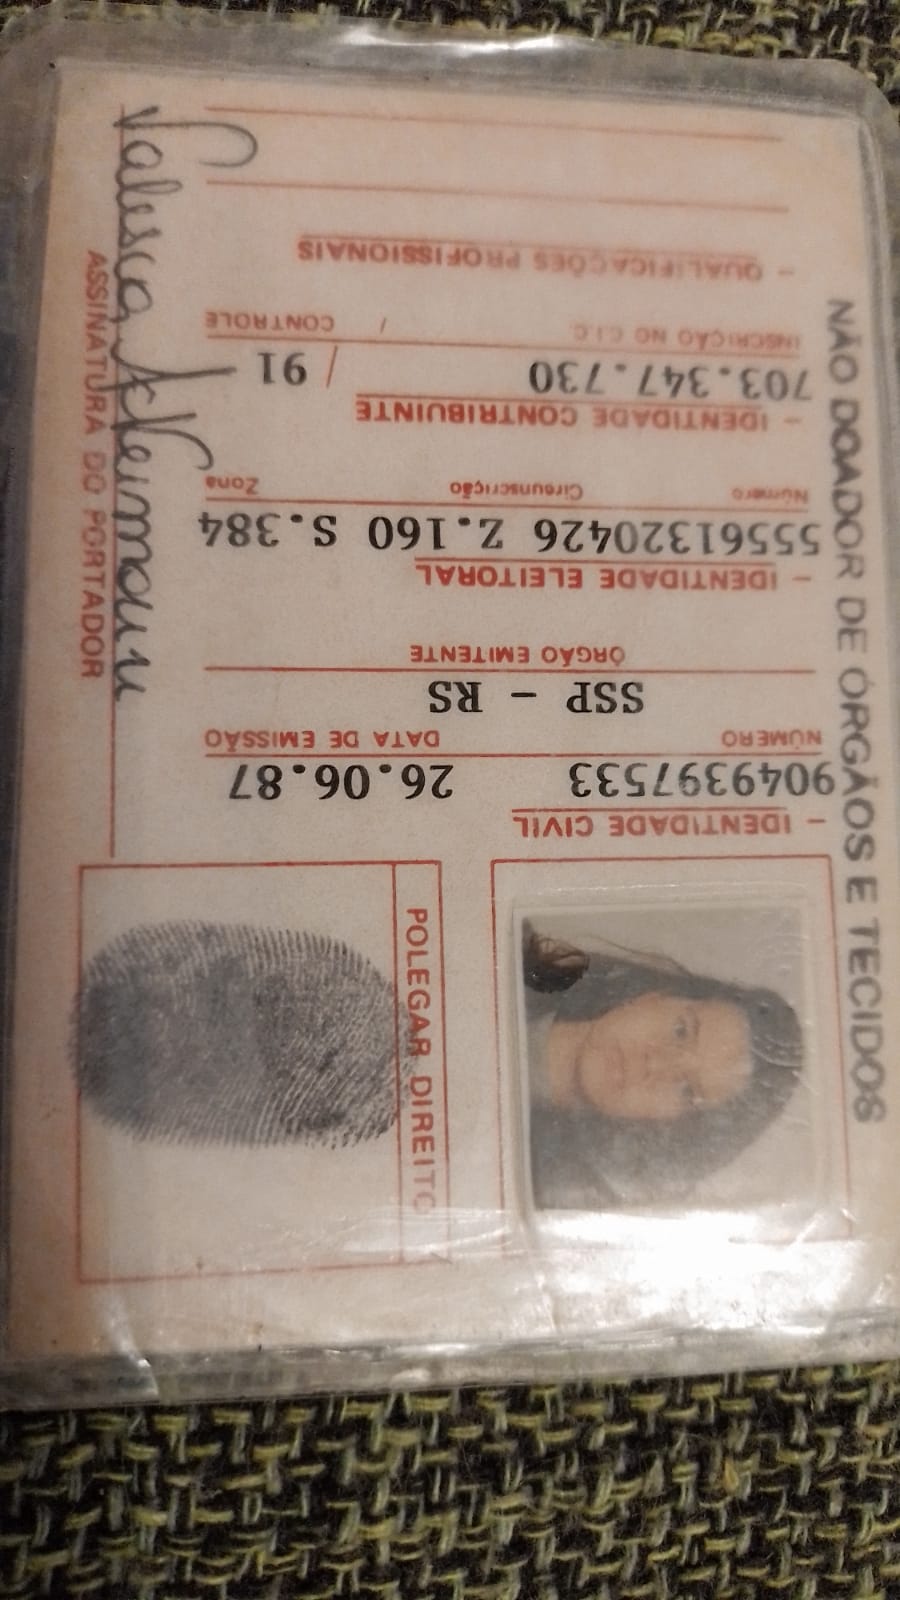 NÃO DOADOR DE ÓRGÃOS E TECIDOS
POLEGAR DIREITO
– IDENTIDADE CIVIL
9049397533 26.06.87
NÚMERO DATA DE EMISSÃO
SSP - RS
ÓRGÃO EMITENTE
– IDENTIDADE ELEITORAL
55561320426 Z.160 S.384
Número Circunscrição Zona
– IDENTIDADE CONTRIBUINTE
703.347.730 / 91
INSCRIÇÃO NO C.I.C. / CONTROLE
– QUALIFICAÇÕES PROFISSIONAIS
Valesca
ASSINATURA DO PORTADOR